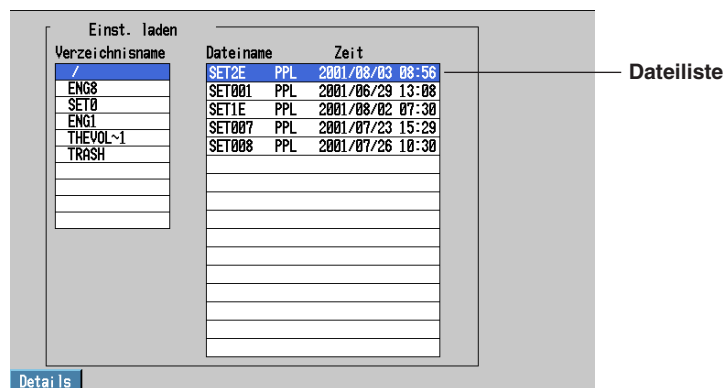 Einst. laden
Verzeichnisname
/
ENG8
SET0
ENG1
THEVOL~1
TRASH
Dateiname Zeit
SET2E PPL 2001/08/03 08:56
SET001 PPL 2001/06/29 13:08
SET1E PPL 2001/08/02 07:30
SET007 PPL 2001/07/23 15:29
SET008 PPL 2001/07/26 10:30
Dateiliste
Details